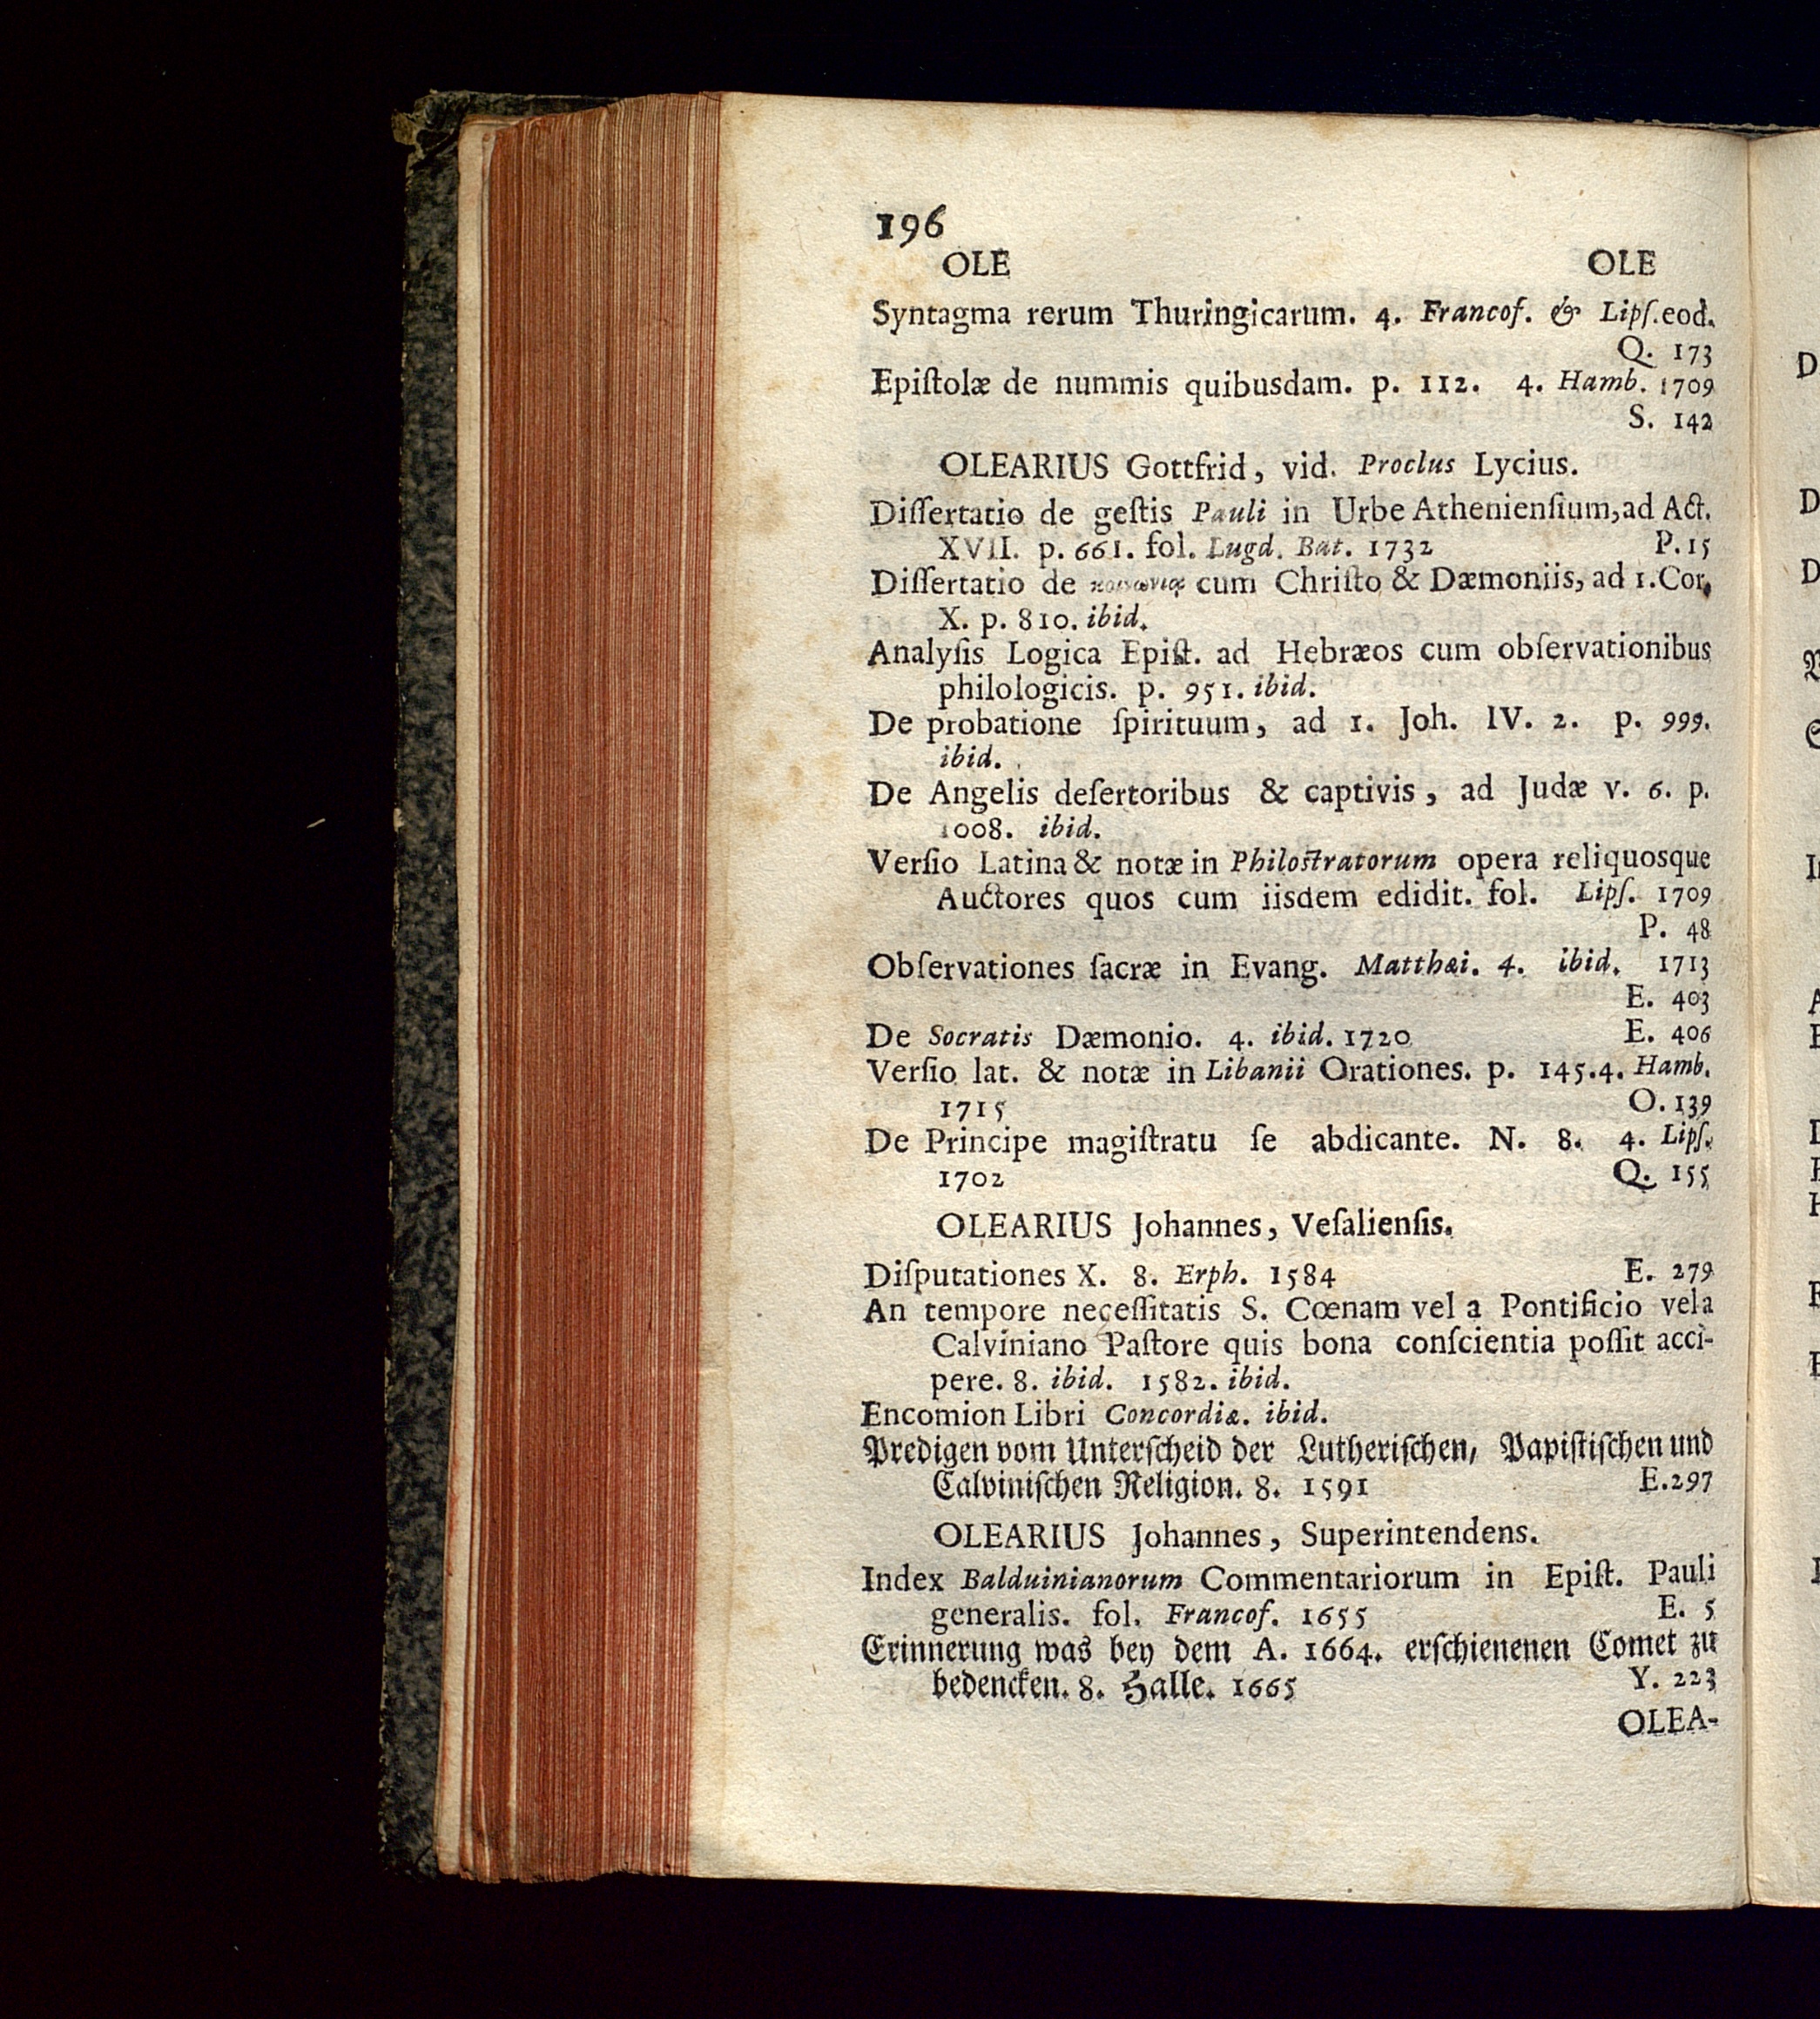 196
OLE OLE
Syntagma rerum Thuringicarum. 4. Francof. & Lipſ. eod.
Q. 173
Epiſtolæ de nummis quibusdam. p. 112. 4. Hamb. 1709
S. 142
OLEARIUS Gottfrid, vid. Proclus Lycius.
Diſſertatio de geſtis Pauli in Urbe Athenienſium, ad Act.
XVII. p. 661. fol. Lugd. Bat. 1732 P. 15
Diſſertatio de cum Chriſto & Dæmoniis, ad 1. Cor.
X. p. 810. ibid.
Analyſis Logica Epiſt. ad Hebræos cum obſervationibus
philologicis. p. 951. ibid.
De probatione ſpirituum, ad 1. Joh. IV. 2. p. 999.
ibid.
De Angelis deſertoribus & captivis, ad Judæ v. 6. p.
1008. ibid.
Verſio Latina & notæ in Philoſtratorum opera reliquosque
Auctores quos cum iisdem edidit. fol. Lipſ. 1709
P. 48
Obſervationes ſacræ in Evang. Matthæi. 4. ibid. 1713
E. 403
De Socratis Dæmonio. 4. ibid. 1720 E. 406
Verſio lat. & notæ in Libanii Orationes. p. 145. 4. Hamb.
1715 O. 139
De Principe magiſtratu ſe abdicante. N. 8. 4. Lipſ.
1702 Q. 155
OLEARIUS Johannes, Veſalienſis.
Diſputationes X. 8. Erph. 1584 E. 279
An tempore neceſſitatis S. Cœnam vel a Pontificio vel a
Calviniano Paſtore quis bona conſcientia poſſit acci-
pere. 8. ibid. 1582. ibid.
Encomion Libri Concordiæ. ibid.
Predigen vom Unterſcheid der Lutheriſchen, Papiſtiſchen und
Calviniſchen Religion. 8. 1591 E. 297
OLEARIUS Johannes, Superintendens.
Index Balduinianorum Commentariorum in Epiſt. Pauli
generalis. fol. Francof. 1655 E. 5
Erinnerung was bey dem A. 1664. erſchienenen Comet zu
bedencken. 8. Halle. 1665 Y. 223
OLEA-